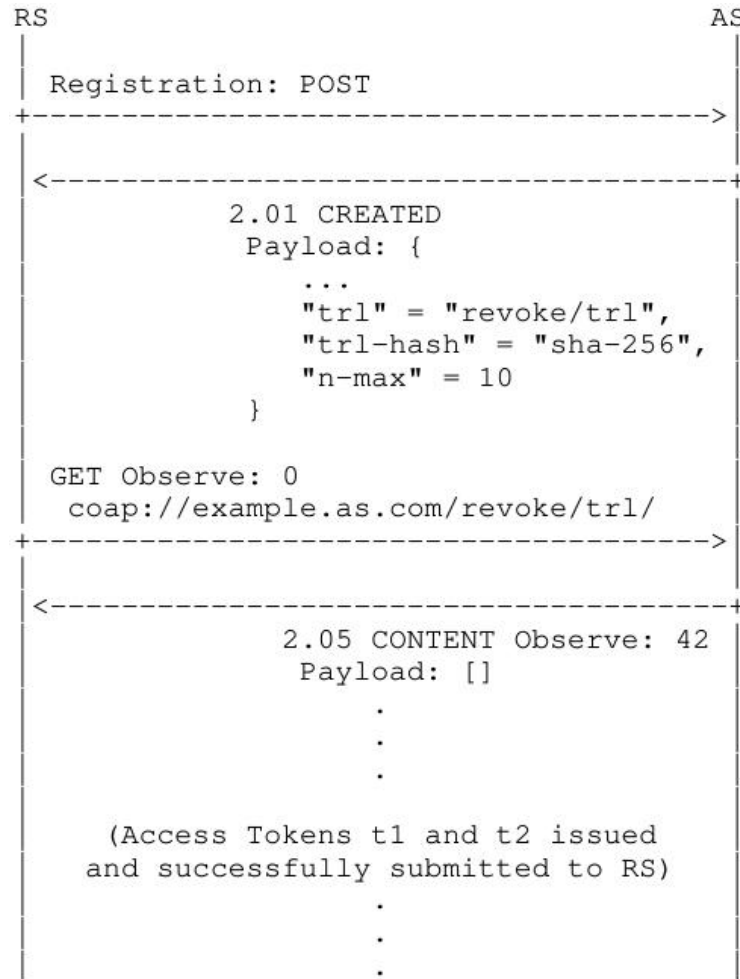 RS                                      AS
|                                       |
| Registration: POST                    |
+-------------------------------------->|
|                                       |
|<--------------------------------------+
|           2.01 CREATED                |
|            Payload: {                 |
|               ...                     |
|               "trl" = "revoke/trl",   |
|               "trl-hash" = "sha-256", |
|               "n-max" = 10            |
|            }                          |
|                                       |
| GET Observe: 0                        |
|  coap://example.as.com/revoke/trl/    |
+-------------------------------------->|
|                                       |
|<--------------------------------------+
|              2.05 CONTENT Observe: 42 |
|               Payload: []             |
|                   .                   |
|                   .                   |
|                   .                   |
|                                       |
|    (Access Tokens t1 and t2 issued    |
|   and successfully submitted to RS)   |
|                   .                   |
|                   .                   |
|                   .                   |